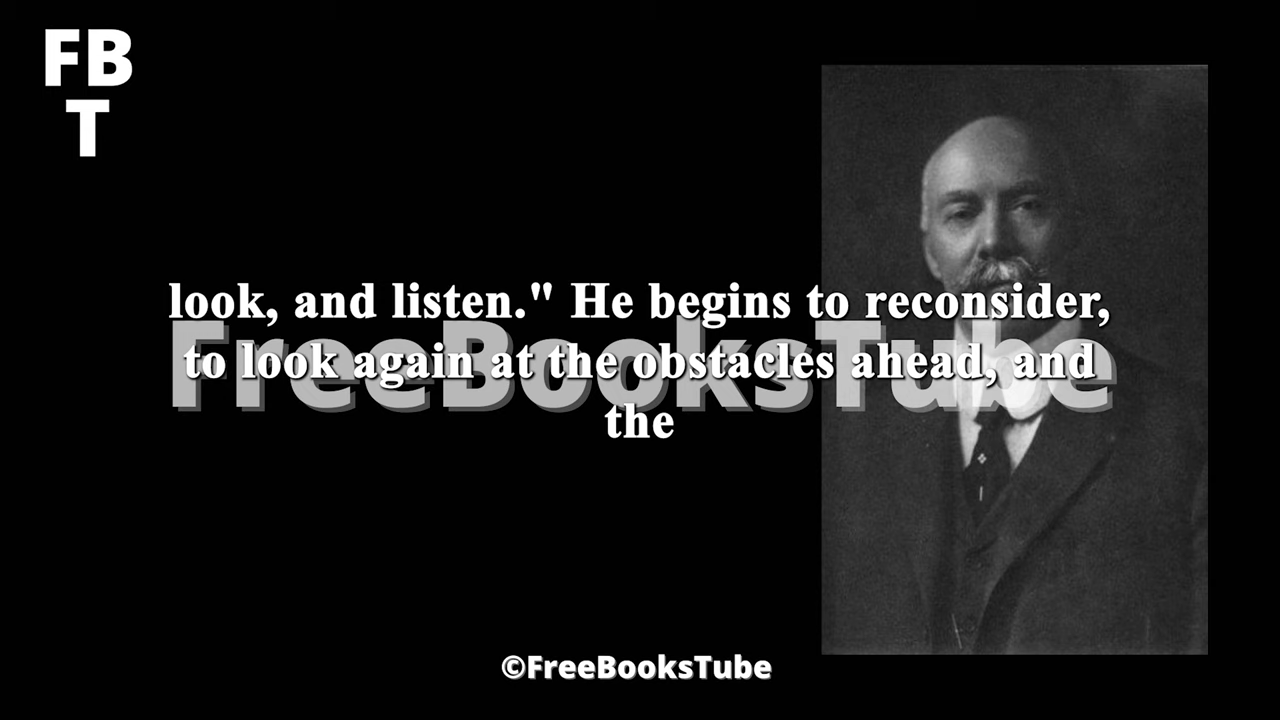 FB
T
look, and listen." He begins to reconsider,
FreeBooksTube
to look again at the obstacles ahead, and
the
©FreeBooksTube